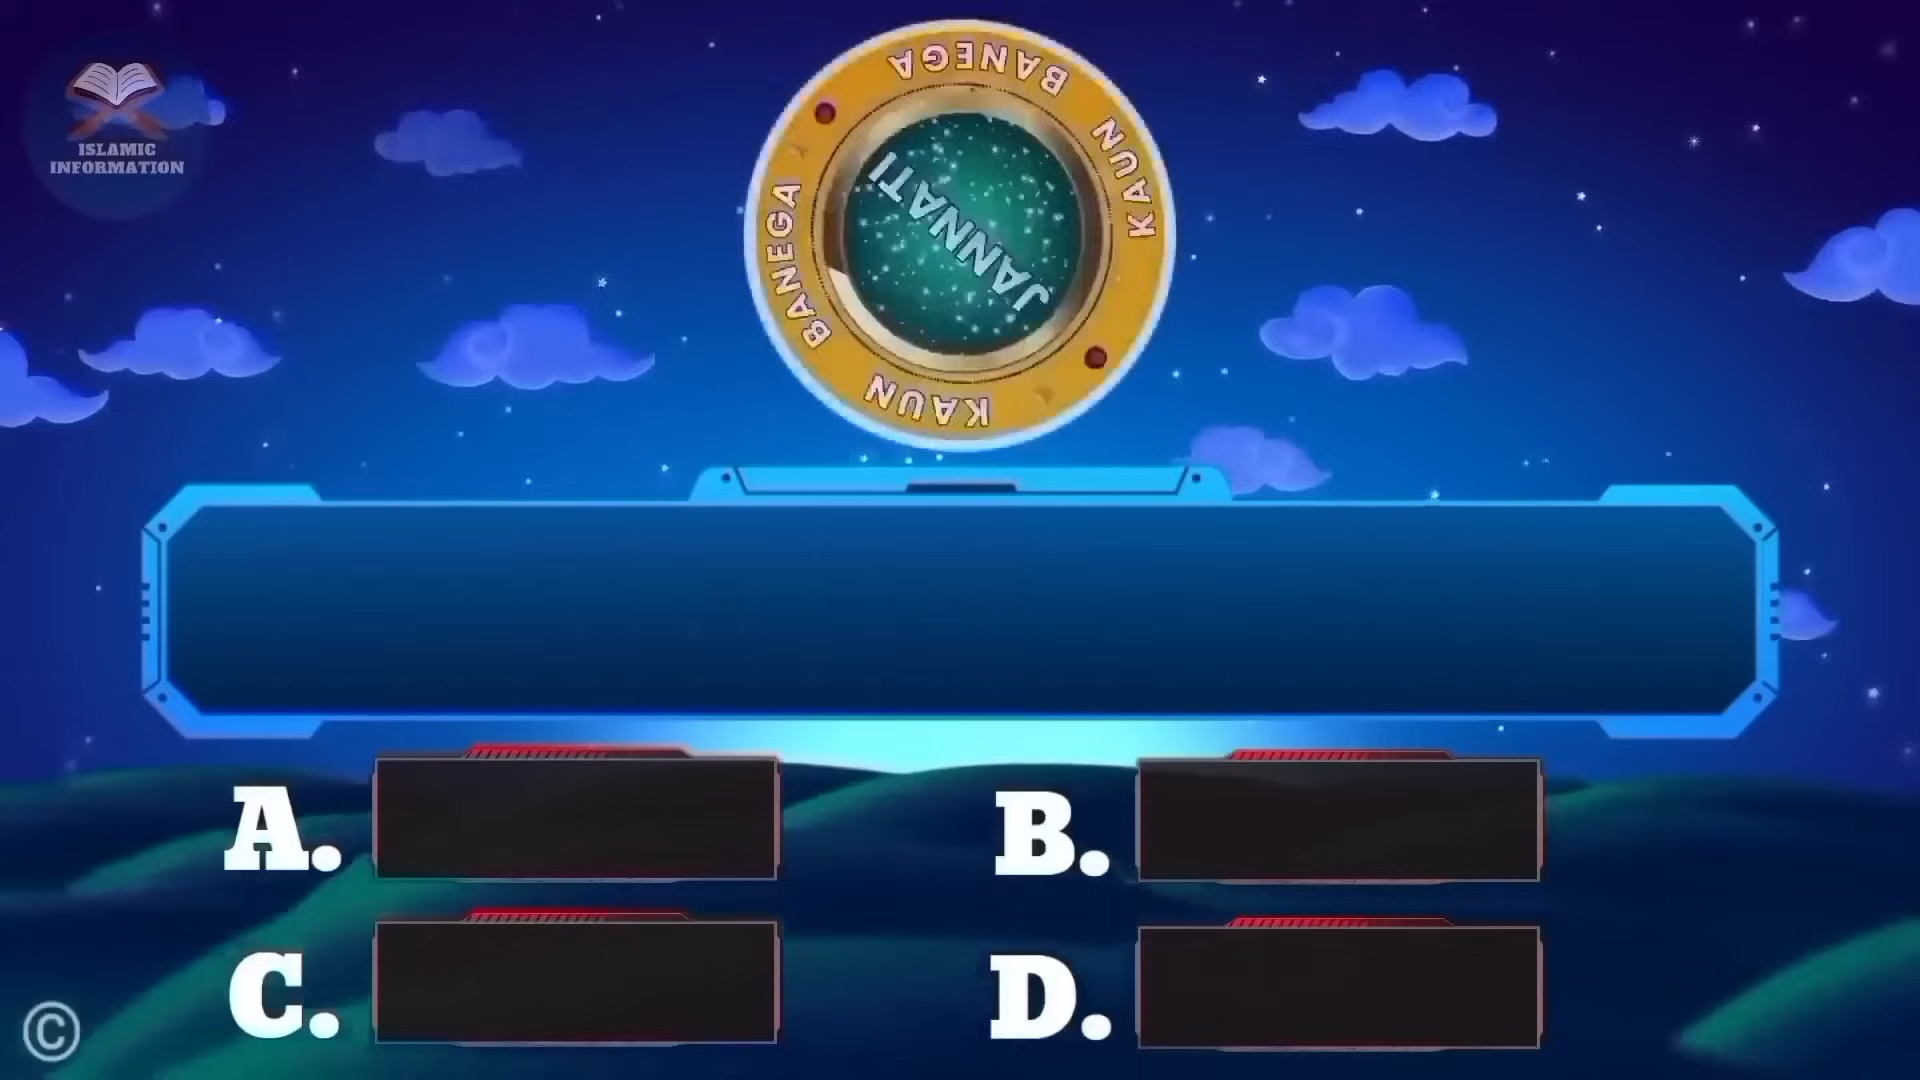 ISLAMIC
INFORMATION
BANEGA
KAUN
BANEGA
KAUN
JANNATI
A.
B.
C.
D.
©